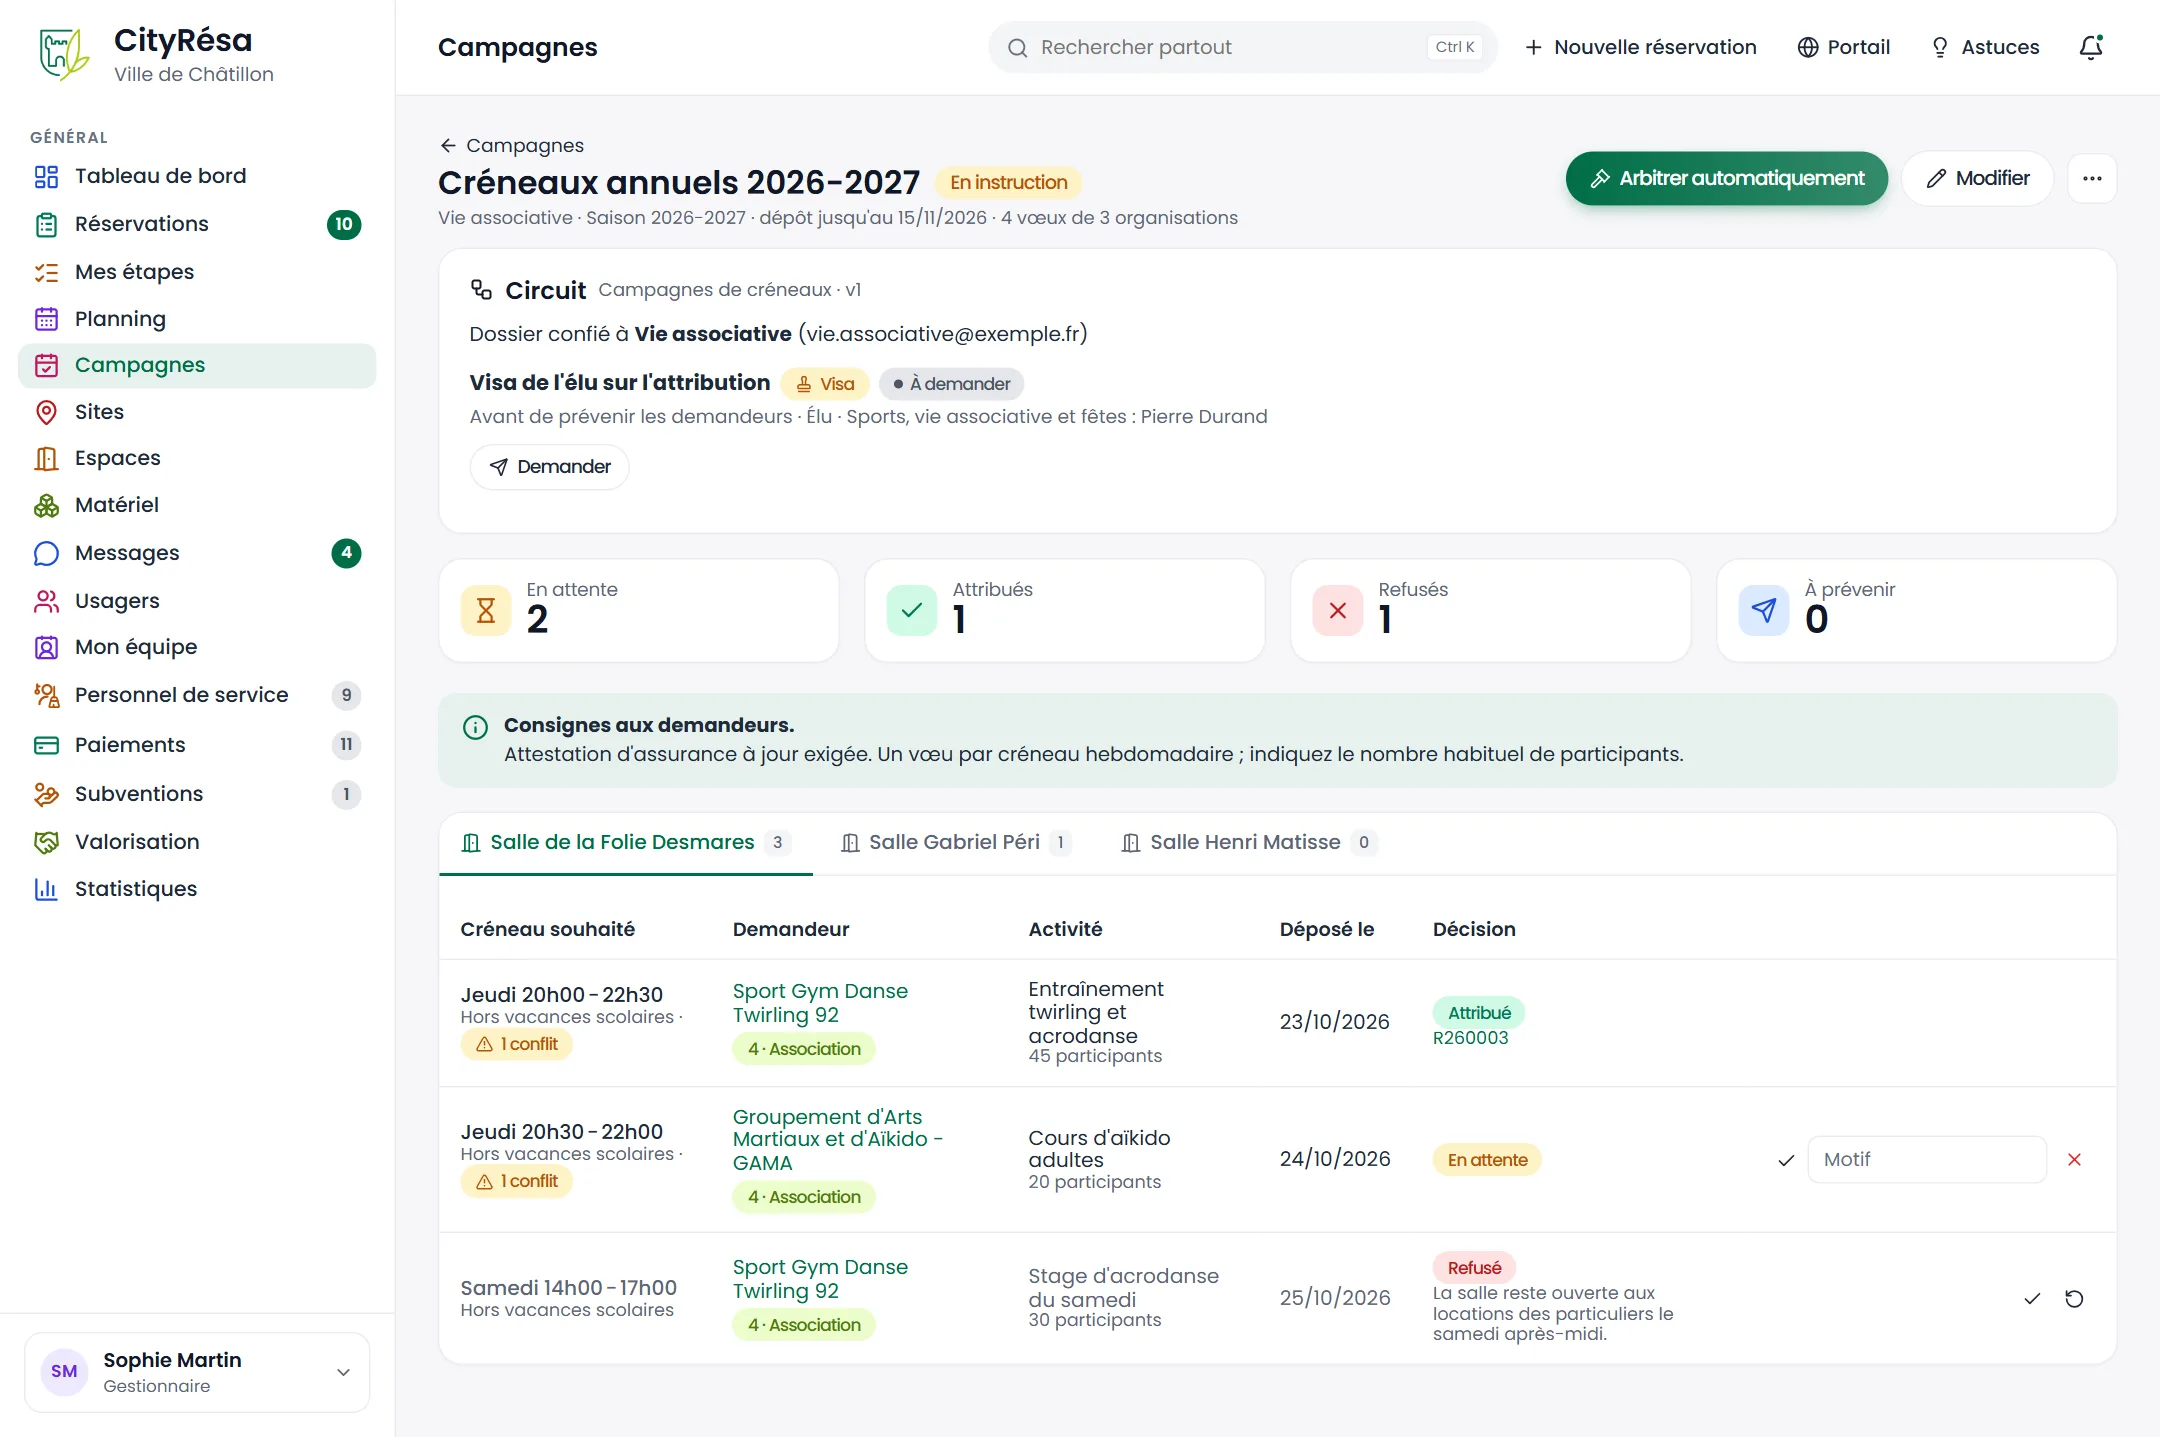 CityRésa
Ville de Châtillon
GÉNÉRAL
Tableau de bord
Réservations 10
Mes étapes
Planning
Campagnes
Sites
Espaces
Matériel
Messages 4
Usagers
Mon équipe
Personnel de service 9
Paiements 11
Subventions 1
Valorisation
Statistiques
SM
Sophie Martin
Gestionnaire
Campagnes
Rechercher partout Ctrl K
Nouvelle réservation
Portail
Astuces
Campagnes
Créneaux annuels 2026-2027 En instruction
Vie associative · Saison 2026-2027 · dépôt jusqu'au 15/11/2026 · 4 vœux de 3 organisations
Arbitrer automatiquement
Modifier
Circuit Campagnes de créneaux · v1
Dossier confié à Vie associative (vie.associative@exemple.fr)
Visa de l'élu sur l'attribution Visa À demander
Avant de prévenir les demandeurs · Élu · Sports, vie associative et fêtes : Pierre Durand
Demander
En attente
2
Attribués
1
Refusés
1
À prévenir
0
Consignes aux demandeurs.
Attestation d'assurance à jour exigée. Un vœu par créneau hebdomadaire ; indiquez le nombre habituel de participants.
Salle de la Folie Desmares 3
Salle Gabriel Péri 1
Salle Henri Matisse 0
Créneau souhaité Demandeur Activité Déposé le Décision
Jeudi 20h00 – 22h30
Hors vacances scolaires ·
1 conflit
Sport Gym Danse
Twirling 92
4 · Association
Entraînement
twirling et
acrodanse
45 participants
23/10/2026
Attribué
R260003
Jeudi 20h30 – 22h00
Hors vacances scolaires ·
1 conflit
Groupement d'Arts
Martiaux et d'Aïkido -
GAMA
4 · Association
Cours d'aïkido
adultes
20 participants
24/10/2026
En attente
Motif
Samedi 14h00 – 17h00
Hors vacances scolaires
Sport Gym Danse
Twirling 92
4 · Association
Stage d'acrodanse
du samedi
30 participants
25/10/2026
Refusé
La salle reste ouverte aux
locations des particuliers le
samedi après-midi.